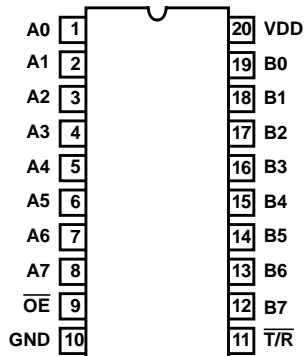 A0 1 20 VDD
A1 2 19 B0
A2 3 18 B1
A3 4 17 B2
A4 5 16 B3
A5 6 15 B4
A6 7 14 B5
A7 8 13 B6
O̅E̅ 9 12 B7
GND 10 11 T̅/̅R̅